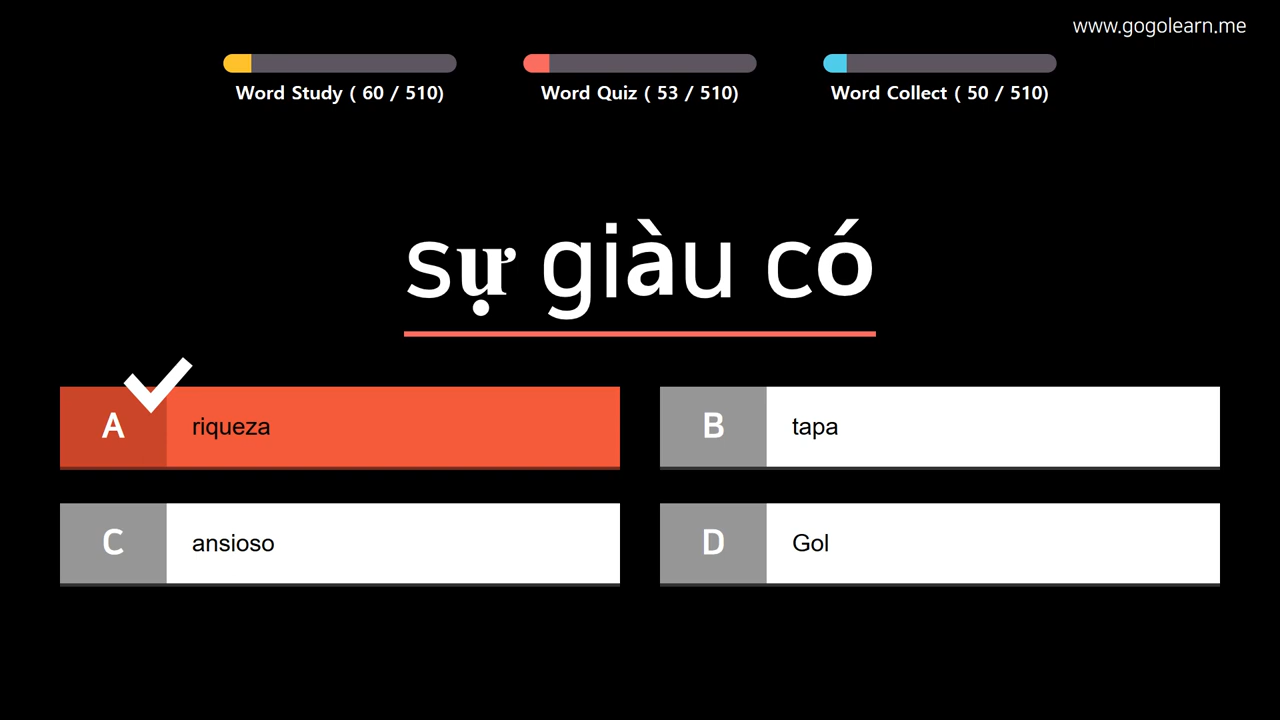 www.gogolearn.me
Word Study ( 60 / 510)
Word Quiz ( 53 / 510)
Word Collect ( 50 / 510)
sự giàu có
A riqueza
B tapa
C ansioso
D Gol